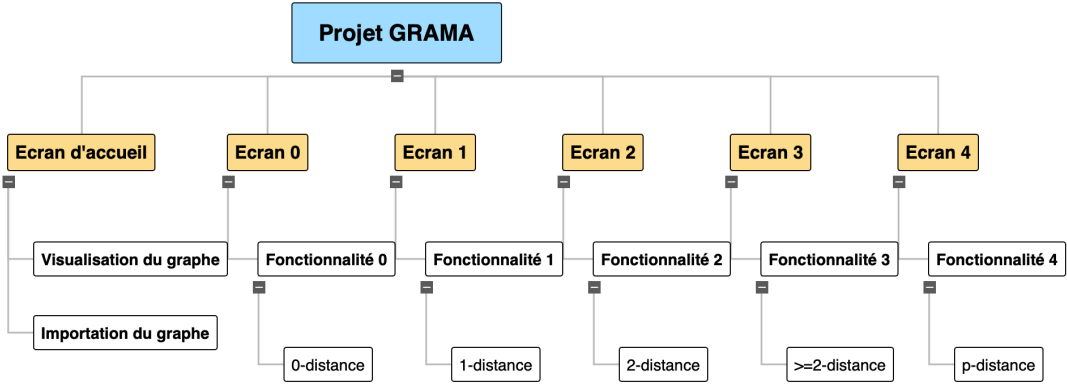 Projet GRAMA
Ecran d'accueil
Ecran 0
Ecran 1
Ecran 2
Ecran 3
Ecran 4
Visualisation du graphe
Fonctionnalité 0
Fonctionnalité 1
Fonctionnalité 2
Fonctionnalité 3
Fonctionnalité 4
Importation du graphe
0-distance
1-distance
2-distance
>=2-distance
p-distance